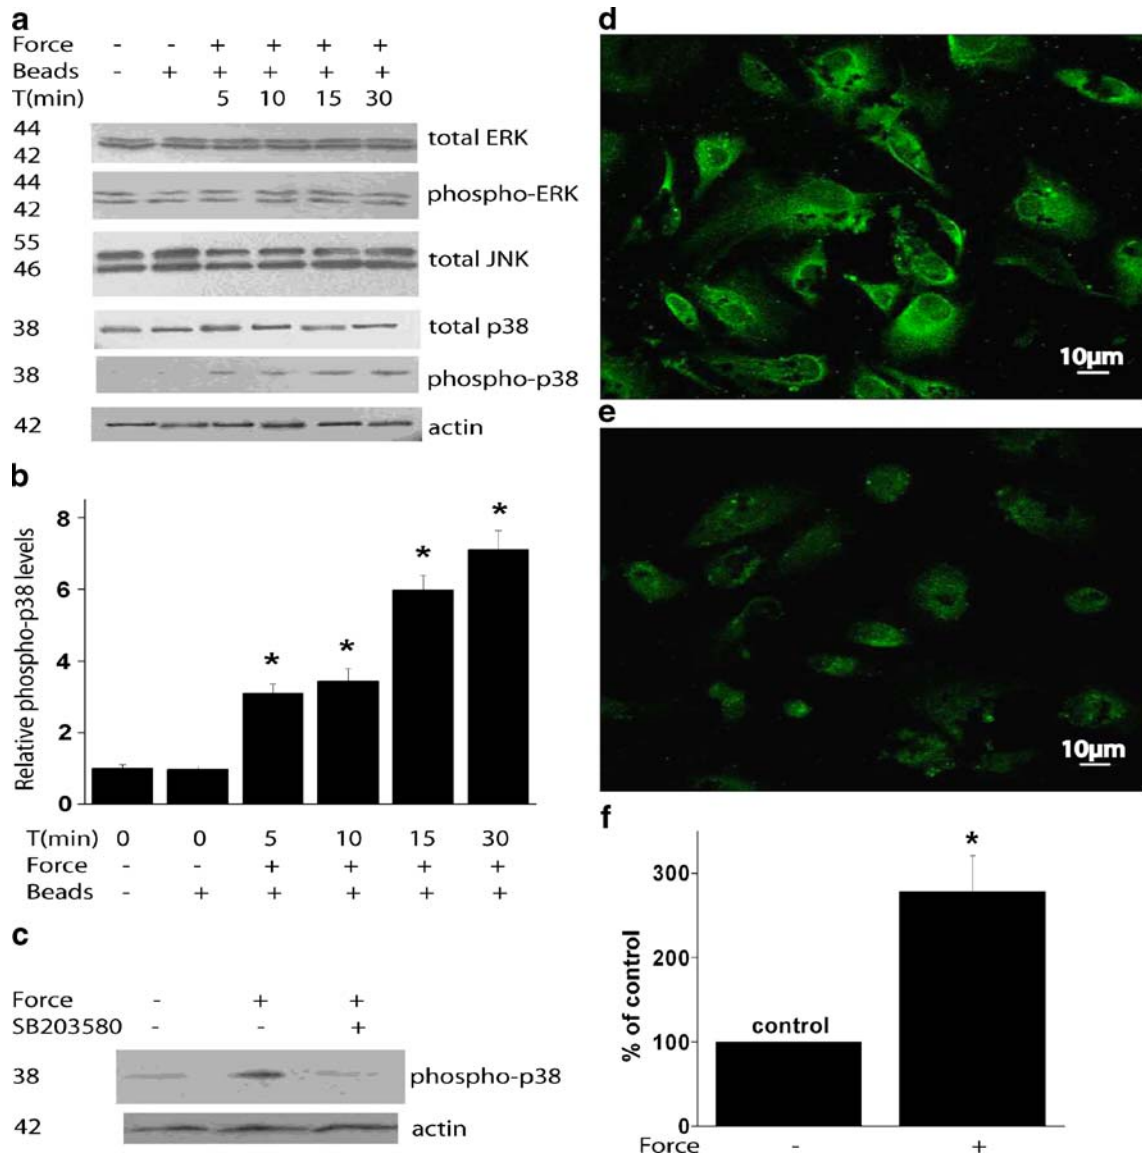 a
Force - - + + + +
Beads - + + + + +
T(min) 5 10 15 30
44
42
total ERK
44
42
phospho-ERK
55
46
total JNK
38
total p38
38
phospho-p38
42
actin
b
Relative phospho-p38 levels
8
6
4
2
0
* * * *
T(min) 0 0 5 10 15 30
Force - - + + + +
Beads - + + + + +
c
Force - + +
SB203580 - - +
38
phospho-p38
42
actin
d
10µm
e
10µm
f
% of control
300
200
100
0
control
*
Force - +